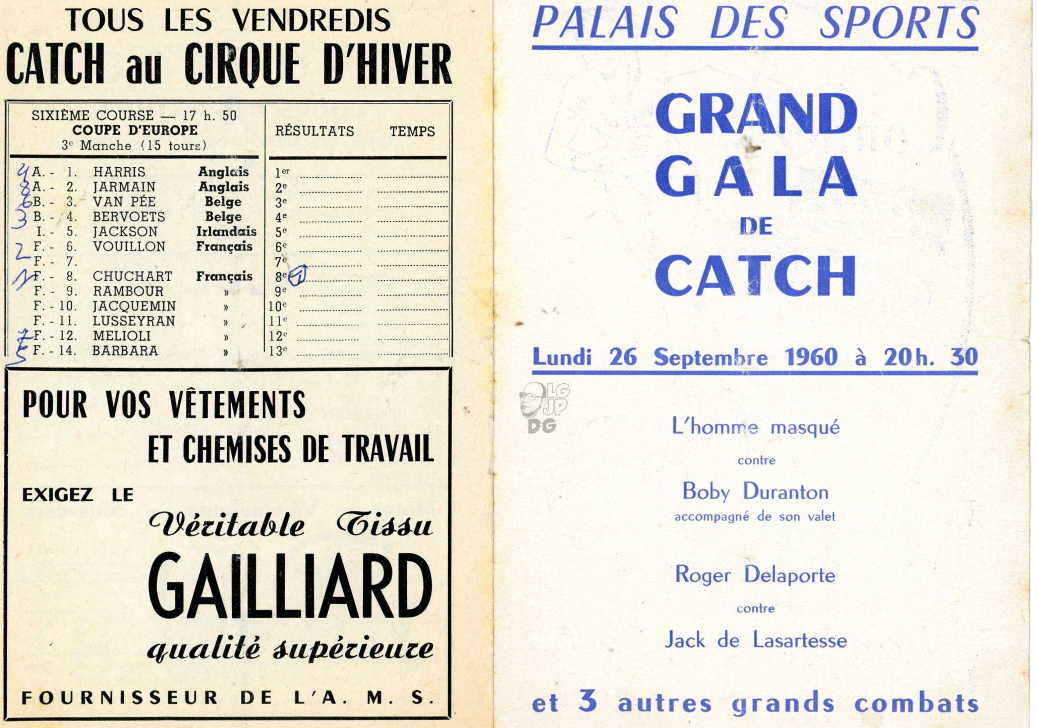 TOUS LES VENDREDIS
CATCH au CIRQUE D'HIVER
SIXIÈME COURSE — 17 h. 50
COUPE D'EUROPE
3e Manche (15 tours)
RÉSULTATS TEMPS
A. - 1. HARRIS Anglais 1er
A. - 2. JARMAIN Anglais 2e
B. - 3. VAN PÉE Belge 3e
B. - 4. BERVOETS Belge 4e
I. - 5. JACKSON Irlandais 5e
F. - 6. VOUILLON Français 6e
F. - 7. 7e
F. - 8. CHUCHART Français 8e
F. - 9. RAMBOUR » 9e
F. - 10. JACQUEMIN » 10e
F. - 11. LUSSEYRAN » 11e
F. - 12. MELIOLI » 12e
F. - 14. BARBARA » 13e
POUR VOS VÊTEMENTS
ET CHEMISES DE TRAVAIL
EXIGEZ LE
Véritable Tissu
GAILLIARD
qualité supérieure
FOURNISSEUR DE L'A. M. S.
PALAIS DES SPORTS
GRAND
GALA
DE
CATCH
Lundi 26 Septembre 1960 à 20h. 30
LG
JP
DG
L'homme masqué
contre
Boby Duranton
accompagné de son valet
Roger Delaporte
contre
Jack de Lasartesse
et 3 autres grands combats